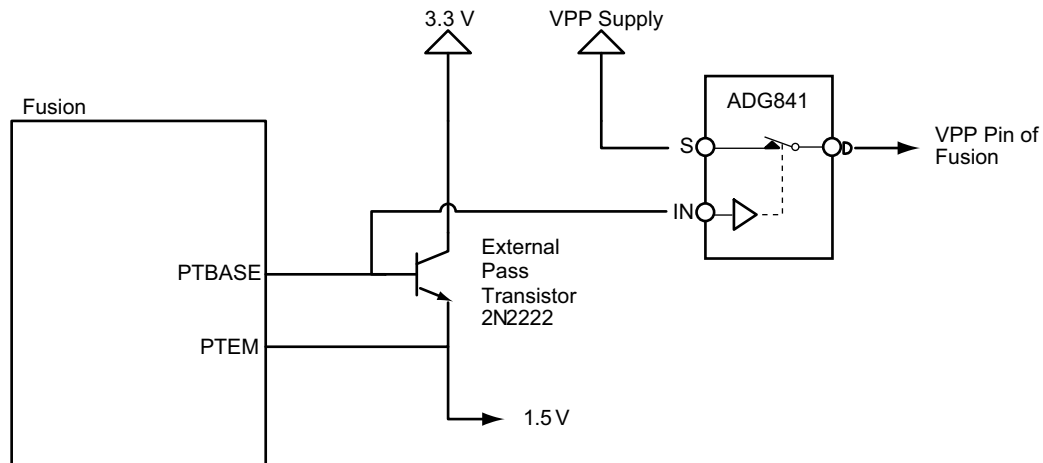 3.3 V
VPP Supply
Fusion
ADG841
S
D
VPP Pin of
Fusion
IN
PTBASE
External
Pass
Transistor
2N2222
PTEM
1.5 V